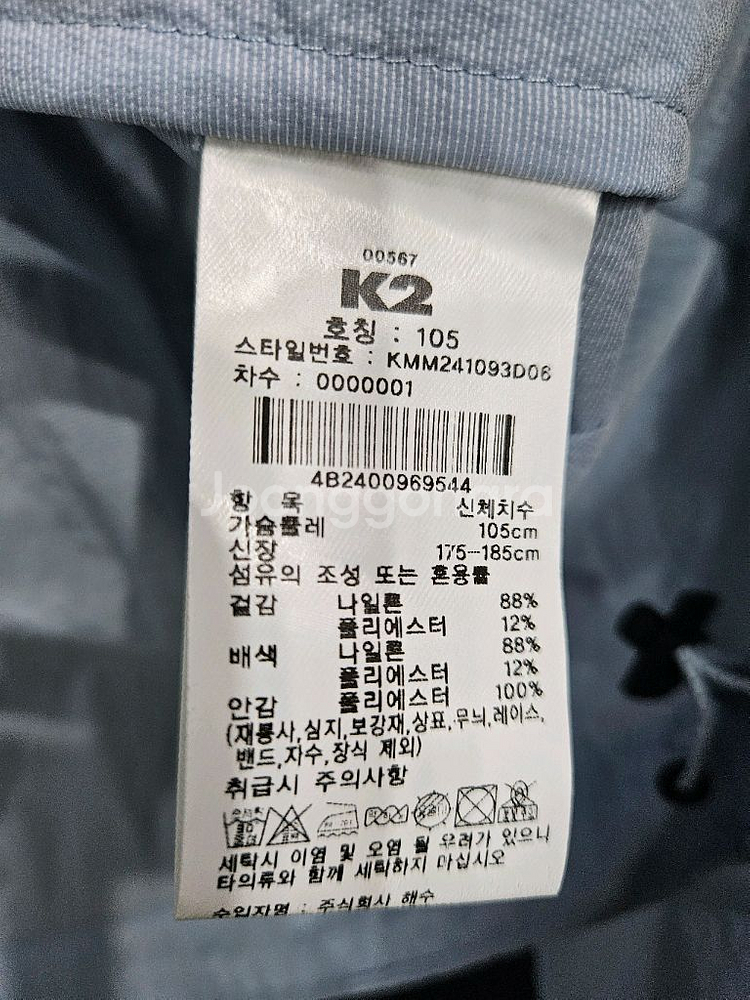 00567
K2
호칭 : 105
스타일번호 : KMM241093D06
차수 : 0000001
4B2400969544
Joonggonara
항 목 신체치수
가슴둘레 105cm
신장 175-185cm
섬유의 조성 또는 혼용률
겉감 나일론 88%
폴리에스터 12%
배색 나일론 88%
폴리에스터 12%
안감 폴리에스터 100%
(재봉사,심지,보강재,상표,무늬,레이스,
밴드,자수,장식 제외)
취급시 주의사항
세탁시 이염 및 오염 될 우려가 있으니
타의류와 함께 세탁하지 마십시오
수입자명 : 주식회사 해수